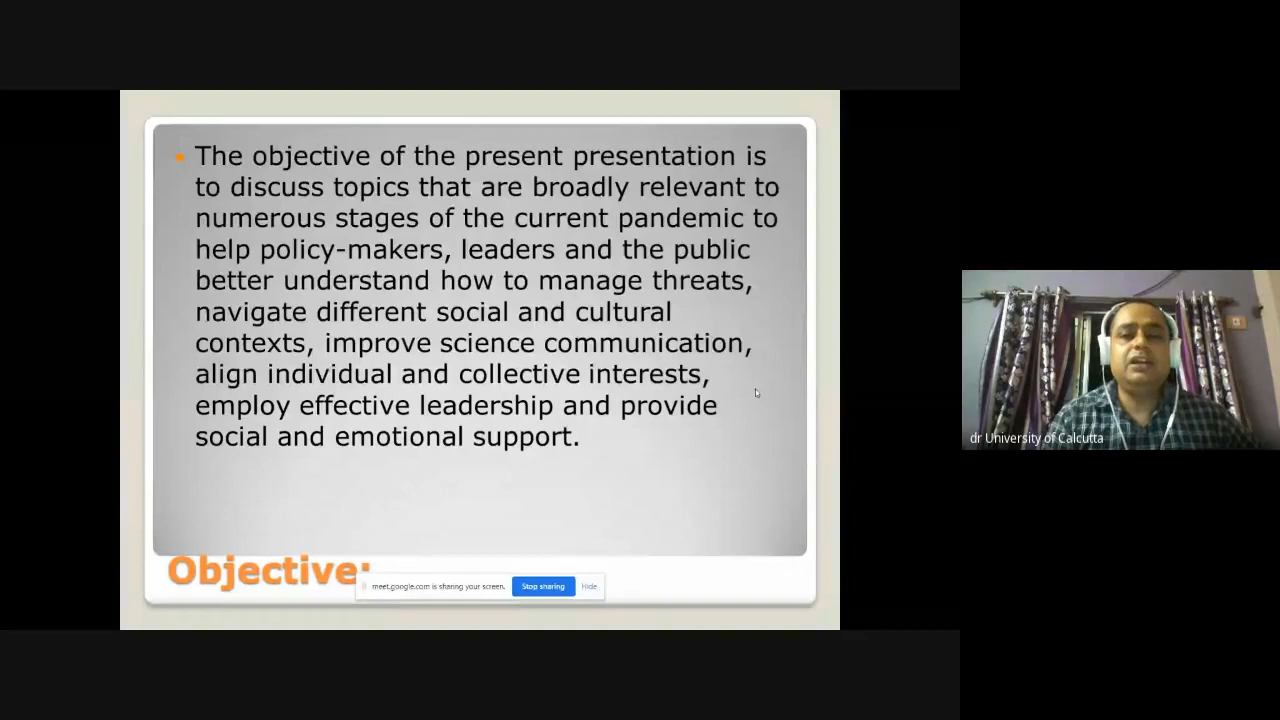 The objective of the present presentation is
to discuss topics that are broadly relevant to
numerous stages of the current pandemic to
help policy-makers, leaders and the public
better understand how to manage threats,
navigate different social and cultural
contexts, improve science communication,
align individual and collective interests,
employ effective leadership and provide
social and emotional support.
Objective:
meet.google.com is sharing your screen. Stop sharing Hide
dr University of Calcutta